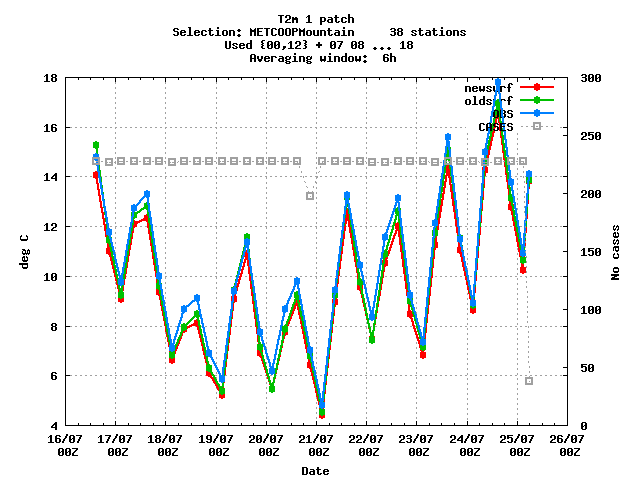 T2m 1 patch
Selection: METCOOPMountain 38 stations
Used {00,12} + 07 08 ... 18
Averaging window: 6h
newsurf
oldsurf
OBS
CASES
deg C
18
16
14
12
10
8
6
4
300
250
200
150
100
50
0
No cases
16/07 17/07 18/07 19/07 20/07 21/07 22/07 23/07 24/07 25/07 26/07
00Z 00Z 00Z 00Z 00Z 00Z 00Z 00Z 00Z 00Z 00Z
Date